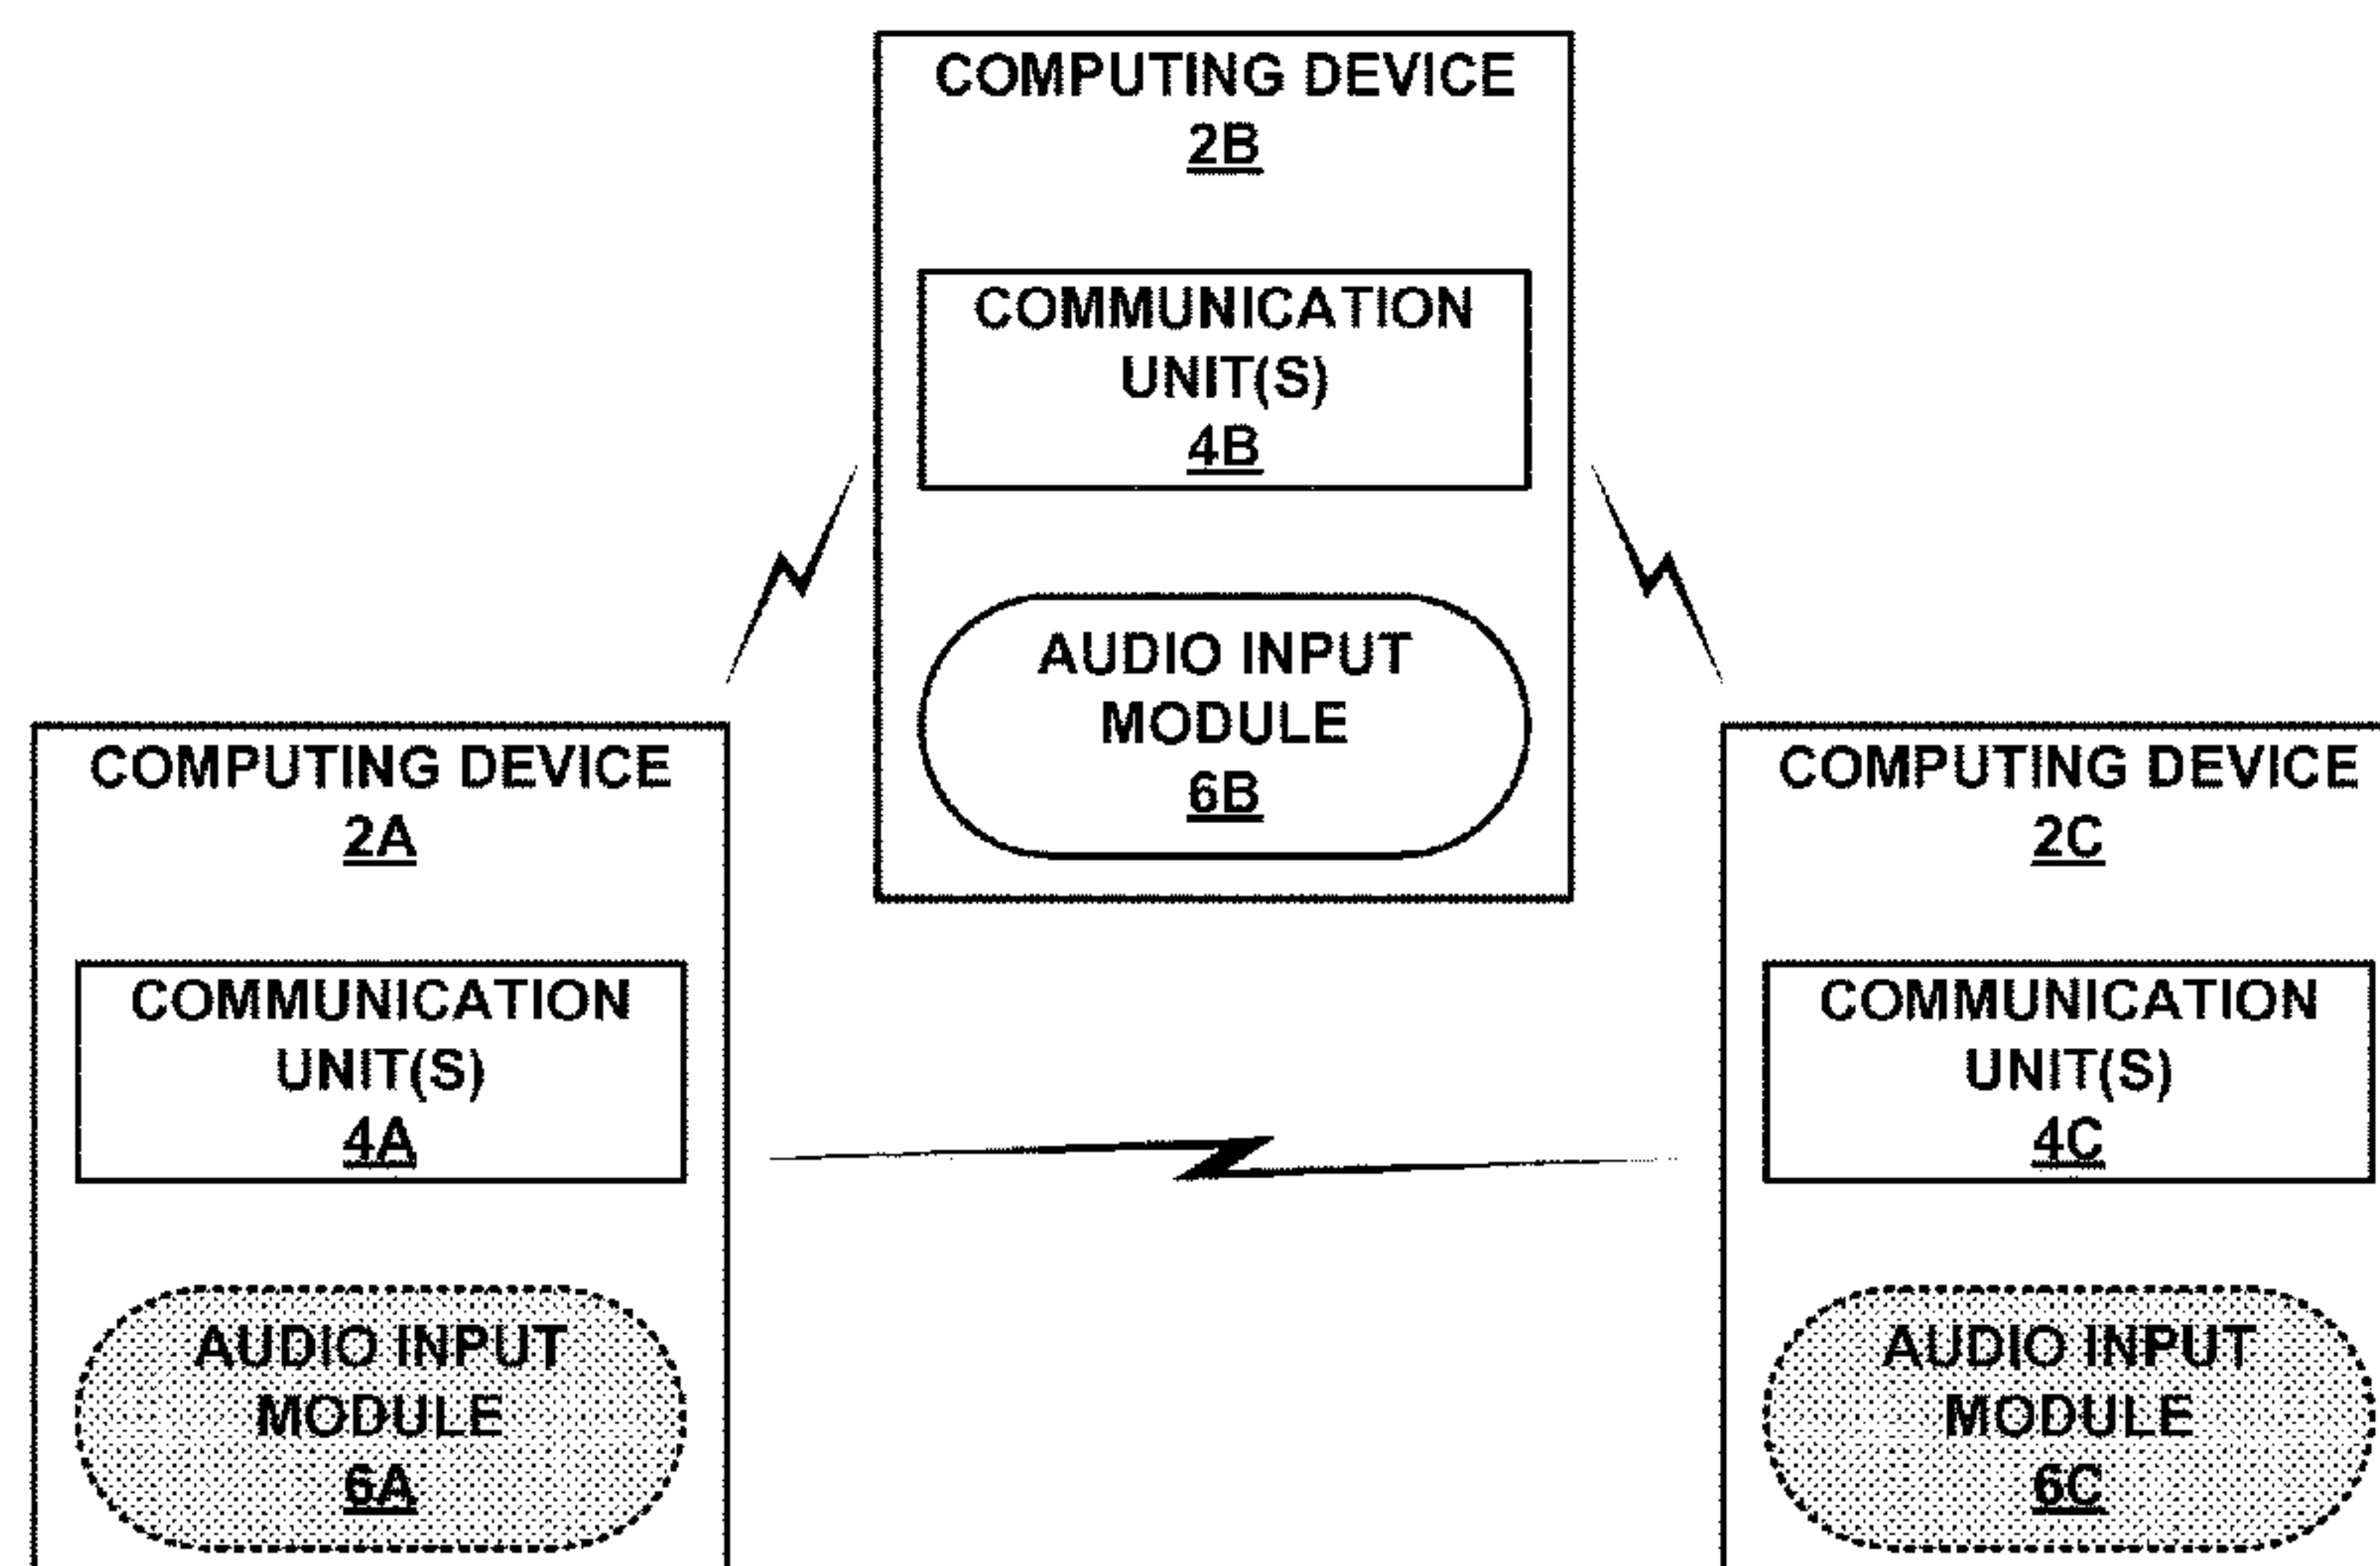 COMPUTING DEVICE
2B
COMMUNICATION
UNIT(S)
4B
AUDIO INPUT
MODULE
6B
COMPUTING DEVICE
2A
COMMUNICATION
UNIT(S)
4A
AUDIO INPUT
MODULE
6A
COMPUTING DEVICE
2C
COMMUNICATION
UNIT(S)
4C
AUDIO INPUT
MODULE
6C